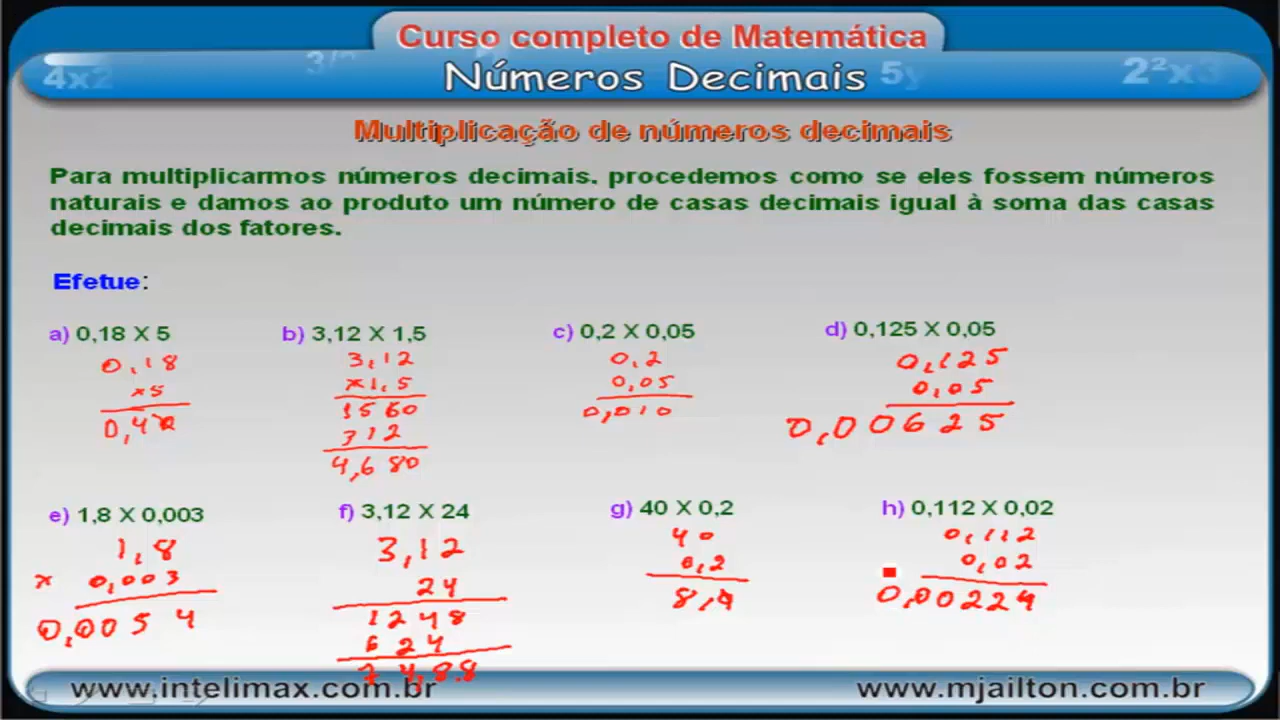 Curso completo de Matemática
4x2 3/ Números Decimais 5y 2²x3
Multiplicação de números decimais
Para multiplicarmos números decimais. procedemos como se eles fossem números
naturais e damos ao produto um número de casas decimais igual à soma das casas
decimais dos fatores.
Efetue:
a) 0,18 X 5
0,18
x5
b) 3,12 X 1,5
3,12
x1,5
1560
312
4,680
c) 0,2 X 0,05
0,2
0,05
0,010
d) 0,125 X 0,05
0,125
0,05
0,00625
e) 1,8 X 0,003
1,8
x 0,003
0,0054
f) 3,12 X 24
3,12
24
1248
624
74,88
g) 40 X 0,2
40
0,2
h) 0,112 X 0,02
0,112
0,02
0,00224
www.intelimax.com.br
www.mjailton.com.br